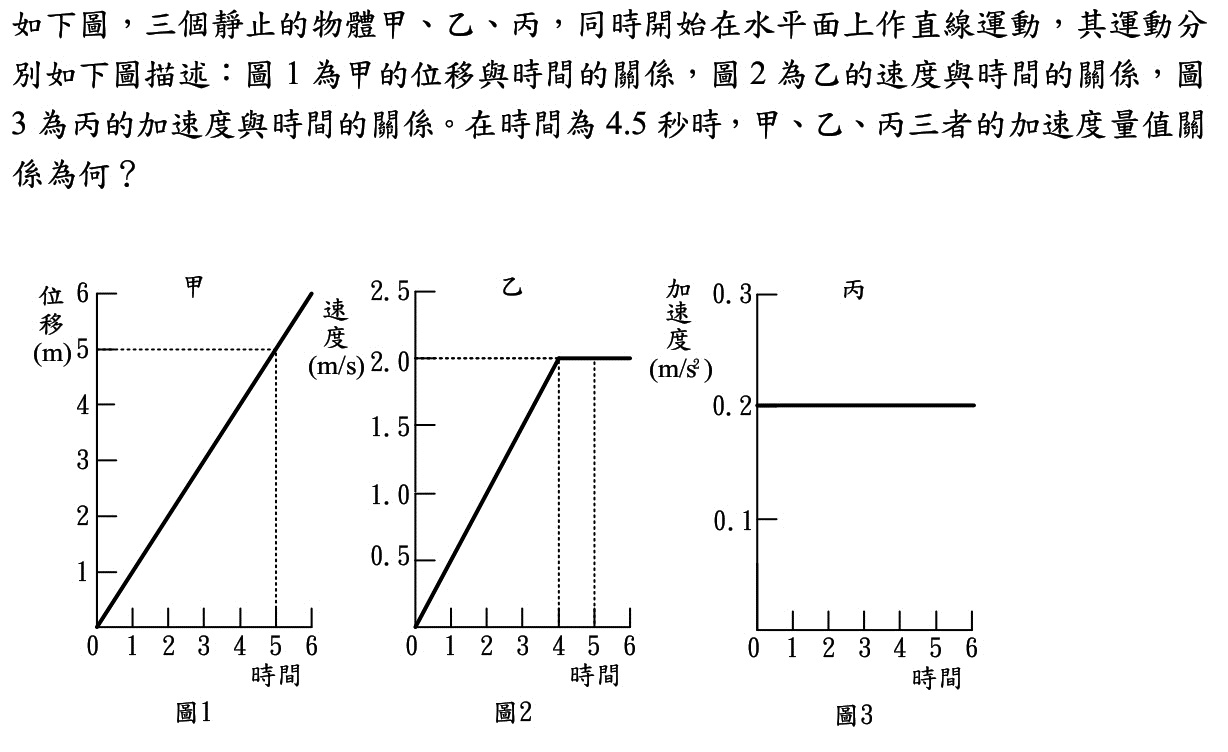 如下圖，三個靜止的物體甲、乙、丙，同時開始在水平面上作直線運動，其運動分
別如下圖描述：圖 1 為甲的位移與時間的關係，圖 2 為乙的速度與時間的關係，圖
3 為丙的加速度與時間的關係。在時間為 4.5 秒時，甲、乙、丙三者的加速度量值關
係為何？
甲
位移
(m)
6
5
4
3
2
1
0 1 2 3 4 5 6
時間
圖1
乙
速度
(m/s)
2.5
2.0
1.5
1.0
0.5
0 1 2 3 4 5 6
時間
圖2
丙
加速度
(m/s²)
0.3
0.2
0.1
0 1 2 3 4 5 6
時間
圖3